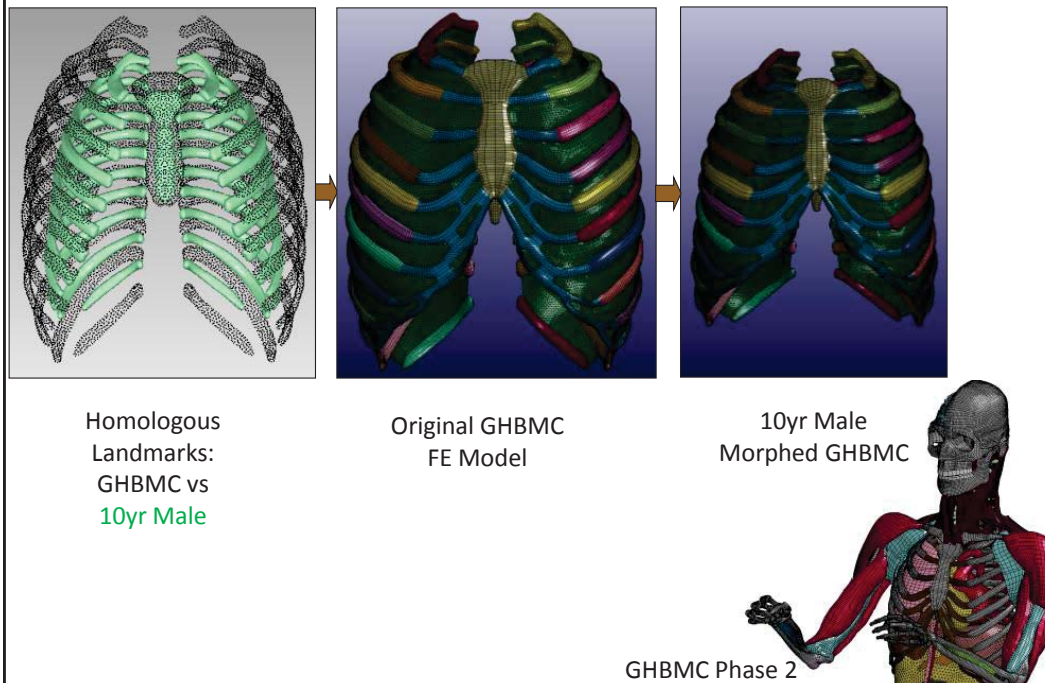 Homologous
Landmarks:
GHBMC vs
10yr Male
Original GHBMC
FE Model
10yr Male
Morphed GHBMC
GHBMC Phase 2